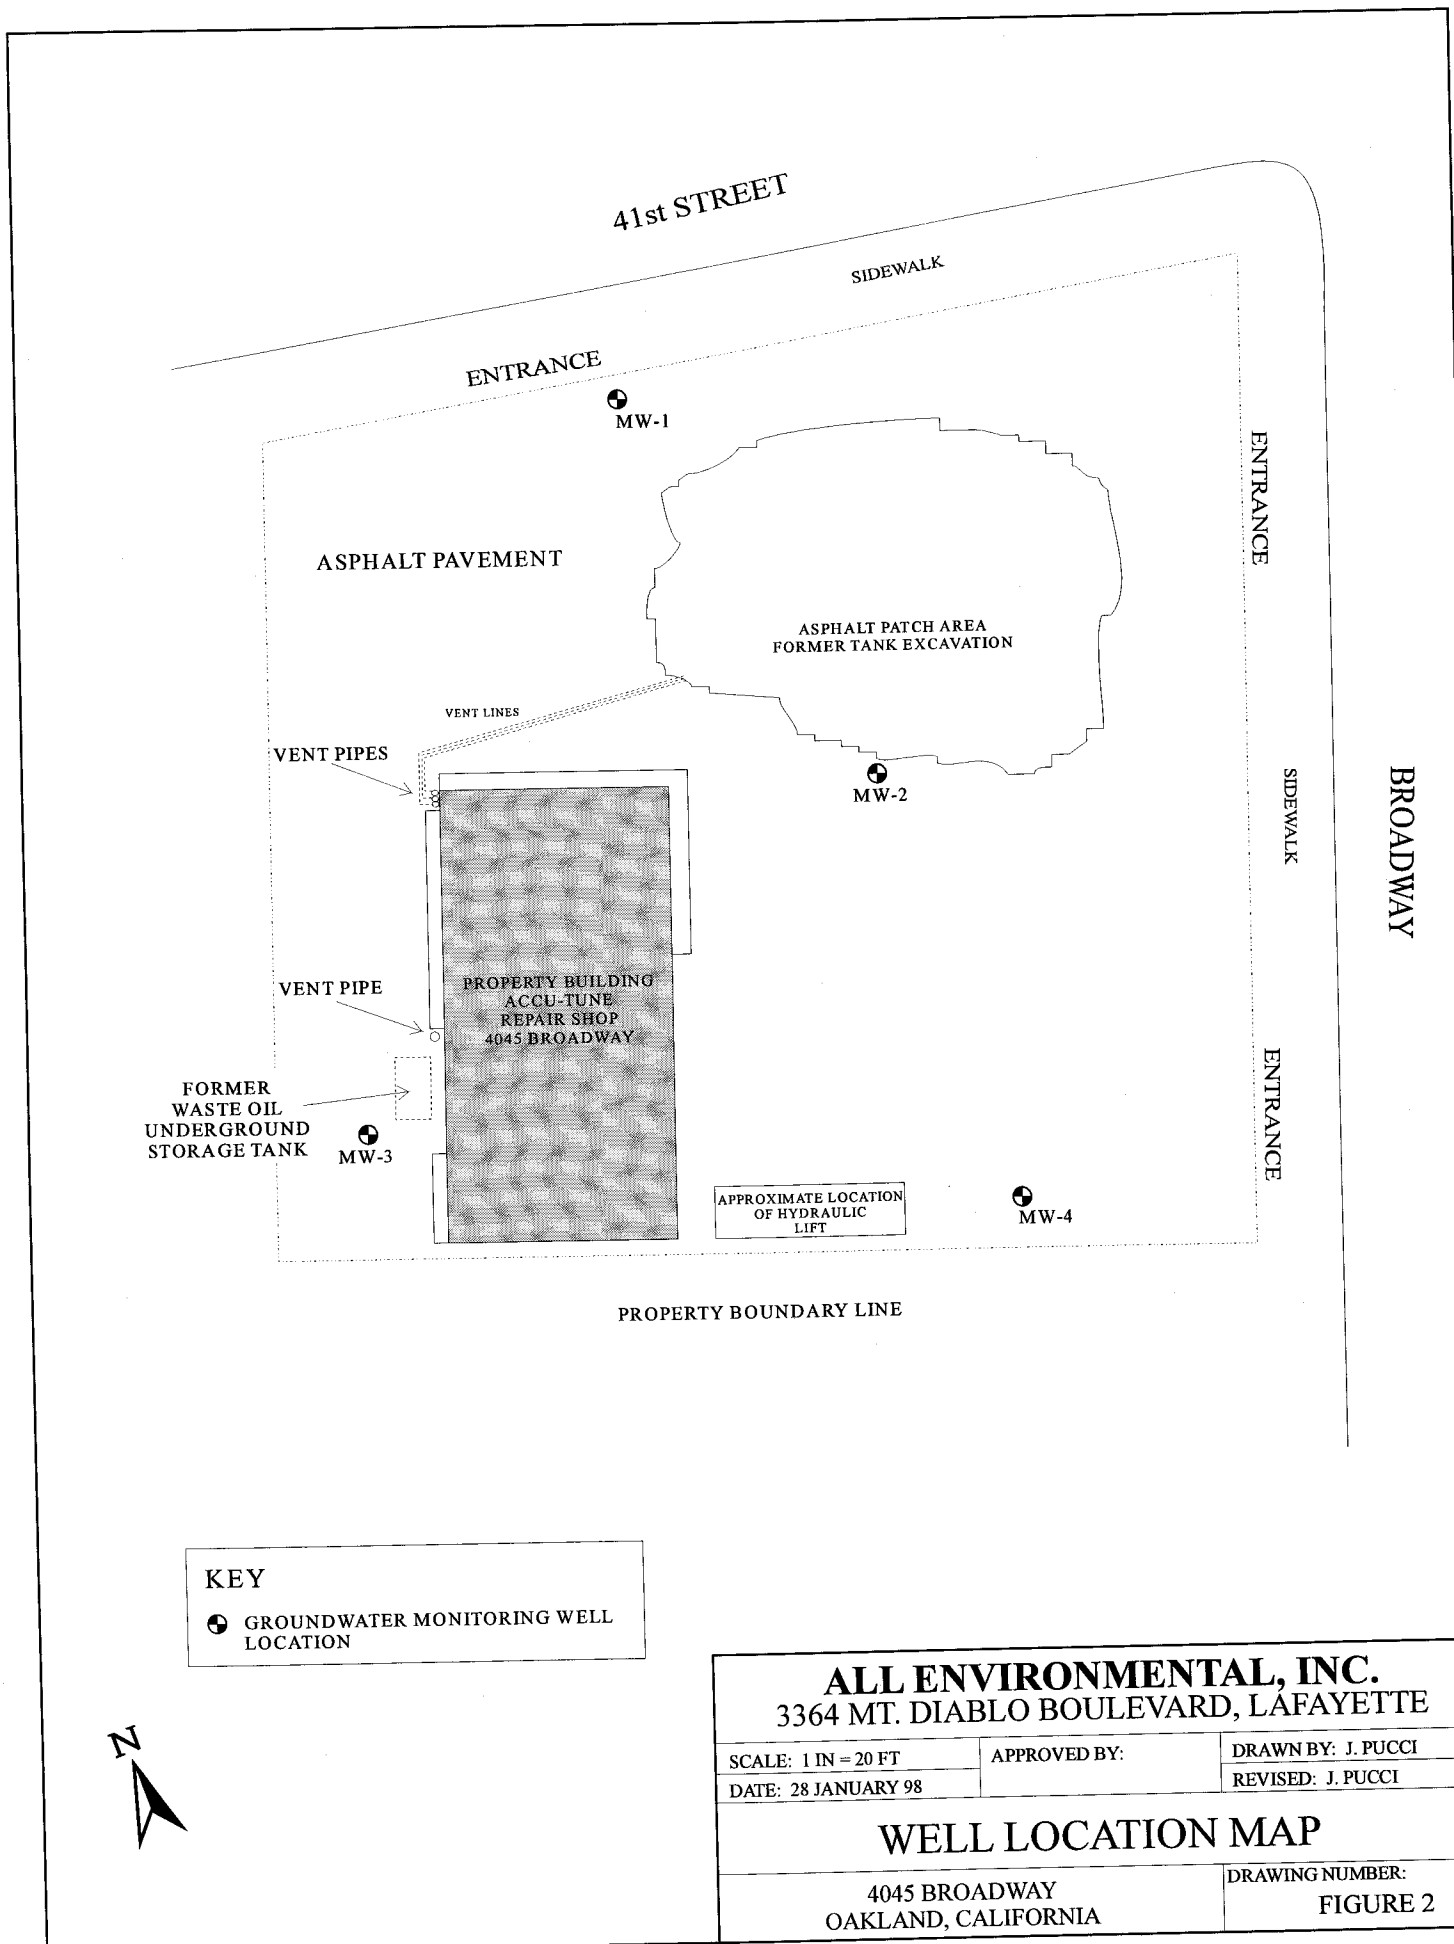 41st STREET
SIDEWALK
ENTRANCE
MW-1
ENTRANCE
ASPHALT PAVEMENT
ASPHALT PATCH AREA
FORMER TANK EXCAVATION
VENT LINES
VENT PIPES
MW-2
SIDEWALK
BROADWAY
VENT PIPE
PROPERTY BUILDING
ACCU-TUNE
REPAIR SHOP
4045 BROADWAY
FORMER
WASTE OIL
UNDERGROUND
STORAGE TANK
MW-3
ENTRANCE
APPROXIMATE LOCATION
OF HYDRAULIC
LIFT
MW-4
PROPERTY BOUNDARY LINE
KEY
GROUNDWATER MONITORING WELL
LOCATION
N
ALL ENVIRONMENTAL, INC.
3364 MT. DIABLO BOULEVARD, LAFAYETTE
SCALE: 1 IN = 20 FT
APPROVED BY:
DRAWN BY: J. PUCCI
DATE: 28 JANUARY 98
REVISED: J. PUCCI
WELL LOCATION MAP
4045 BROADWAY
OAKLAND, CALIFORNIA
DRAWING NUMBER:
FIGURE 2